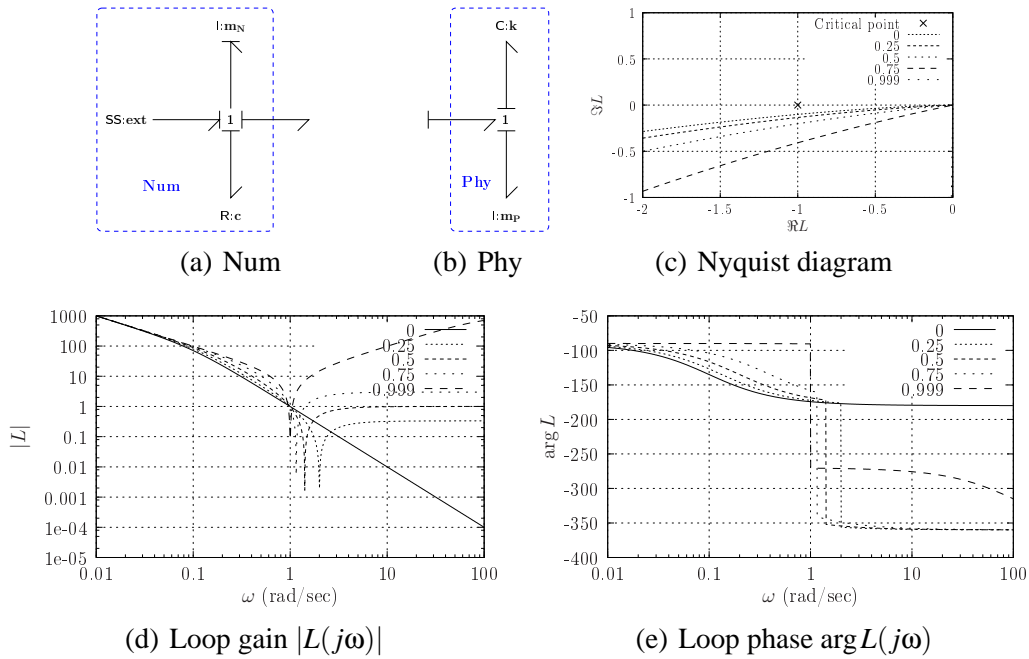 I:m_N
SS:ext
1
Num
R:c
(a) Num
C:k
1
Phy
I:m_P
(b) Phy
1
0.5
0
-0.5
-1
ℑL
-2
-1.5
-1
-0.5
0
ℜL
Critical point
0
0.25
0.5
0.75
0.999
(c) Nyquist diagram
1000
100
10
1
0.1
0.01
0.001
1e-04
1e-05
|L|
0.01
0.1
1
10
100
ω (rad/sec)
0
0.25
0.5
0.75
0.999
(d) Loop gain |L(jω)|
-50
-100
-150
-200
-250
-300
-350
-400
arg L
0.01
0.1
1
10
100
ω (rad/sec)
0
0.25
0.5
0.75
0.999
(e) Loop phase arg L(jω)